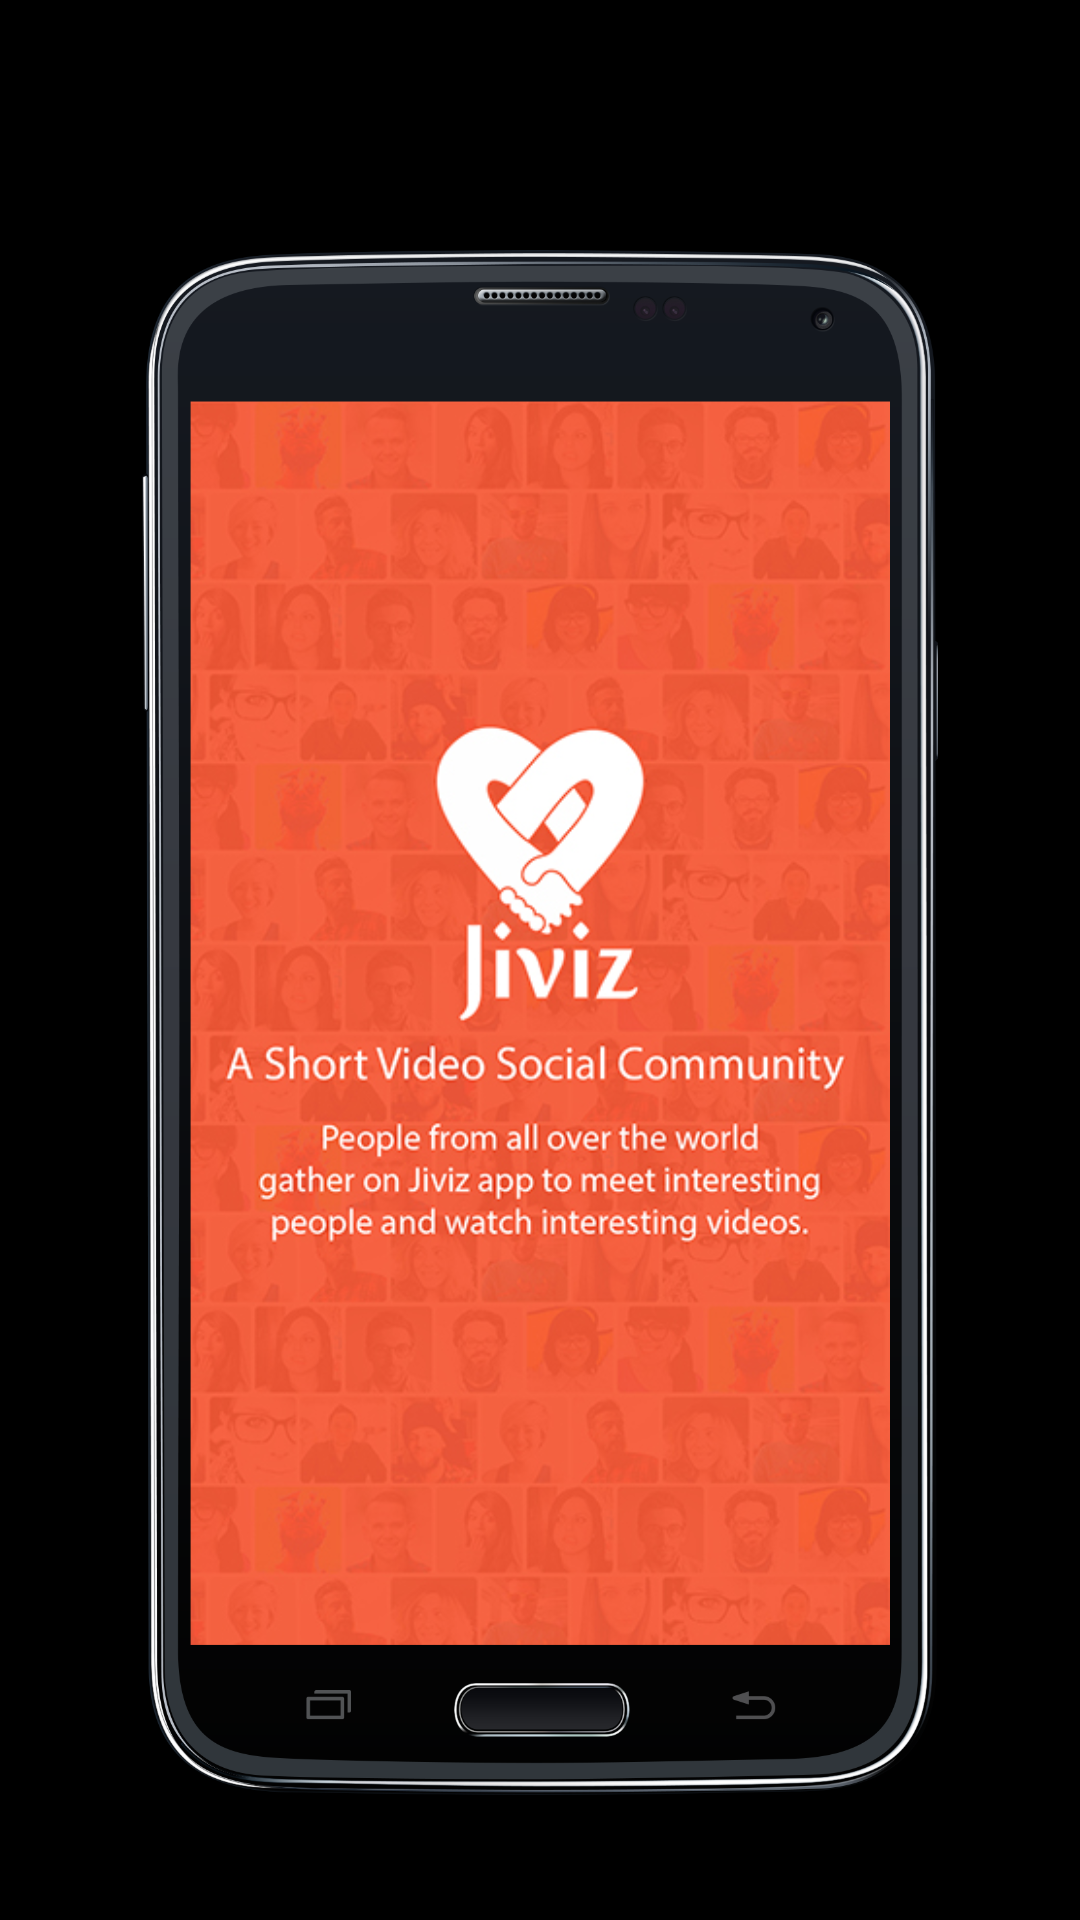 Jiviz
A Short Video Social Community
People from all over the world
gather on Jiviz app to meet interesting
people and watch interesting videos.